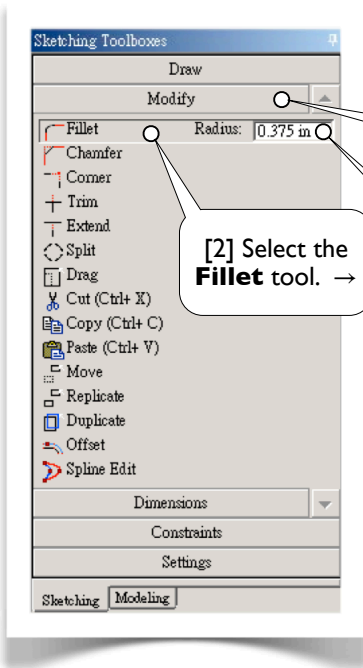 Sketching Toolboxes
Draw
Modify
Fillet Radius: 0.375 in
Chamfer
Corner
Trim
Extend
Split
Drag
Cut (Ctrl+ X)
Copy (Ctrl+ C)
Paste (Ctrl+ V)
Move
Replicate
Duplicate
Offset
Spline Edit
Dimensions
Constraints
Settings
Sketching Modeling
[2] Select the
Fillet tool. →